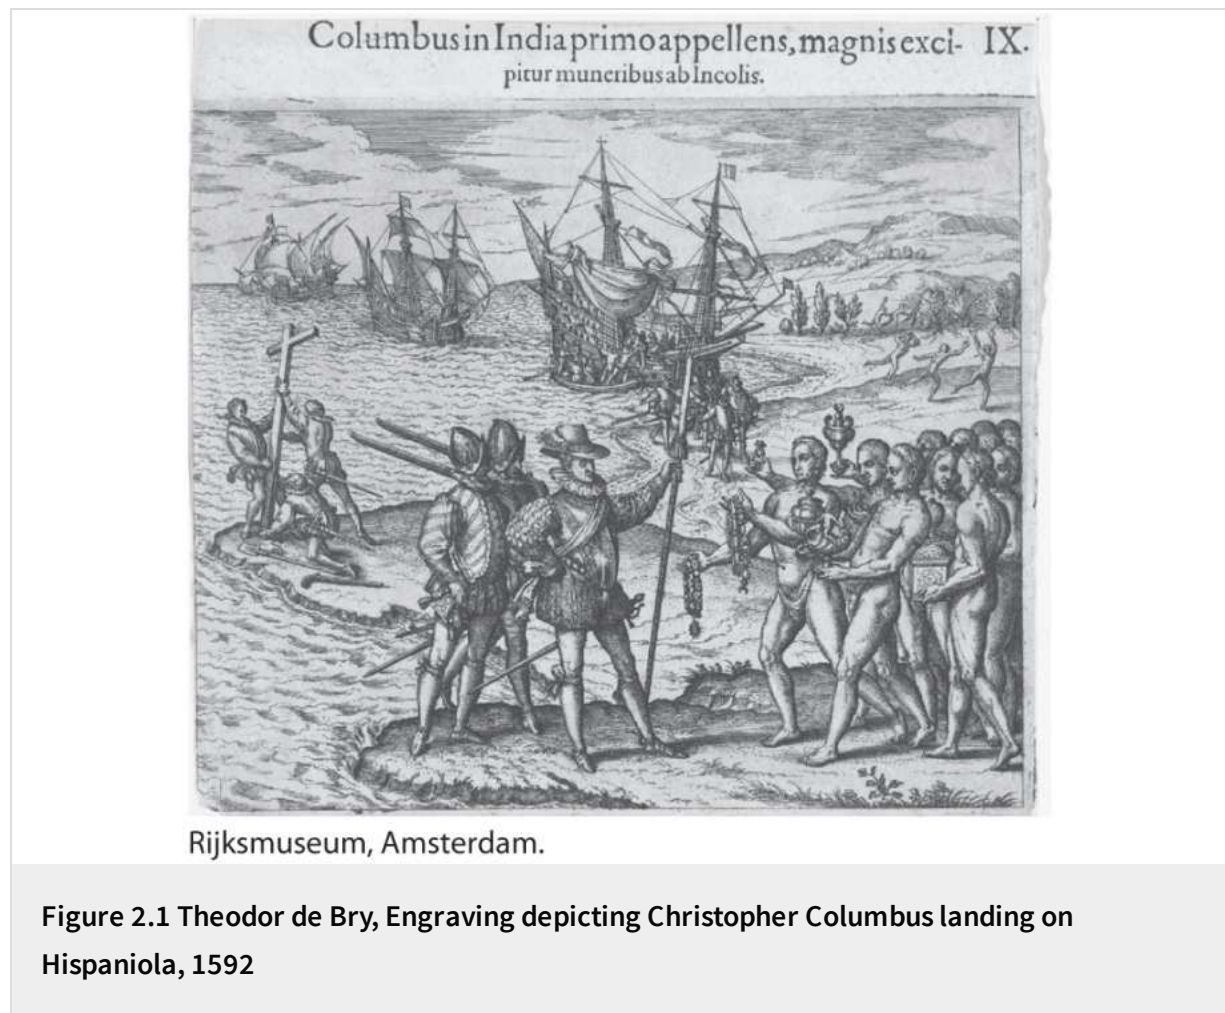 Columbus in India primo appellens, magnis exci- IX.
pitur muneribus ab Incolis.
Rijksmuseum, Amsterdam.
Figure 2.1 Theodor de Bry, Engraving depicting Christopher Columbus landing on
Hispaniola, 1592